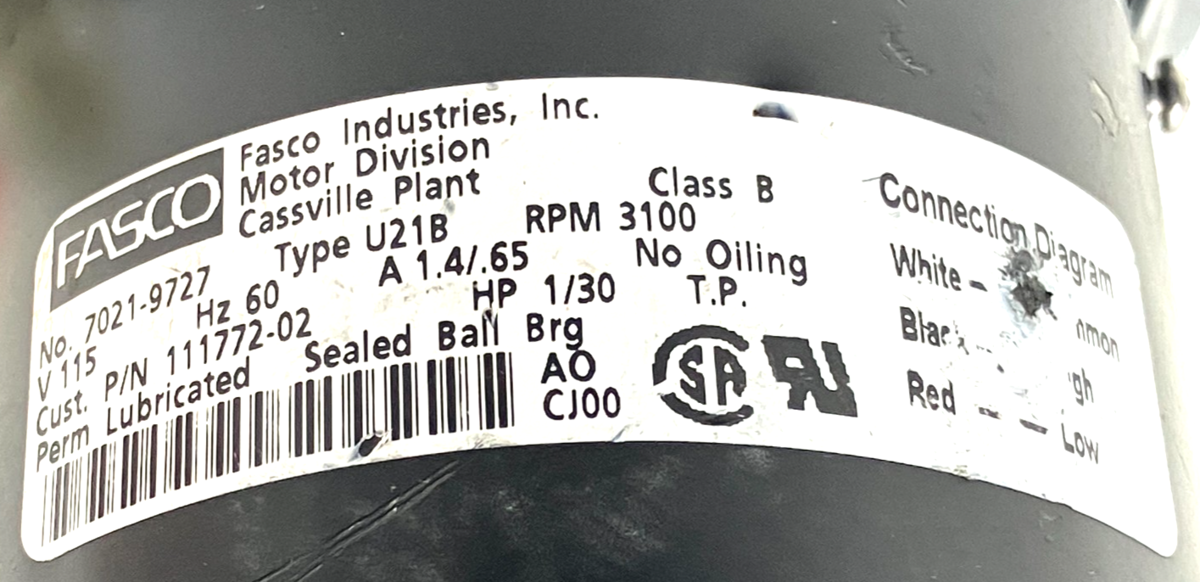 FASCO
Fasco Industries, Inc.
Motor Division
Cassville Plant
No. 7021-9727 Type U21B RPM 3100 Class B
V 115 Hz 60 A 1.4/.65 No Oiling
Cust. P/N 111772-02 HP 1/30 T.P.
Perm Lubricated Sealed Ball Brg
AO
CJ00
SA
RU
Connection Diagram
White -
Red - - Low